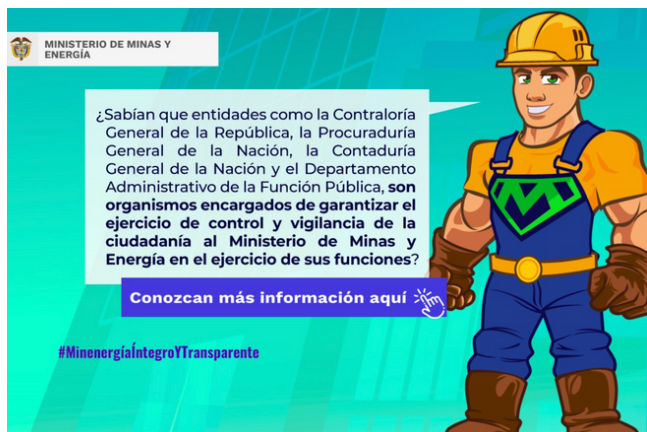 MINISTERIO DE MINAS Y
ENERGÍA
¿Sabían que entidades como la Contraloría
General de la República, la Procuraduría
General de la Nación, la Contaduría
General de la Nación y el Departamento
Administrativo de la Función Pública, son
organismos encargados de garantizar el
ejercicio de control y vigilancia de la
ciudadanía al Ministerio de Minas y
Energía en el ejercicio de sus funciones?
Conozcan más información aquí
#MinenergíaÍntegroYTransparente
M